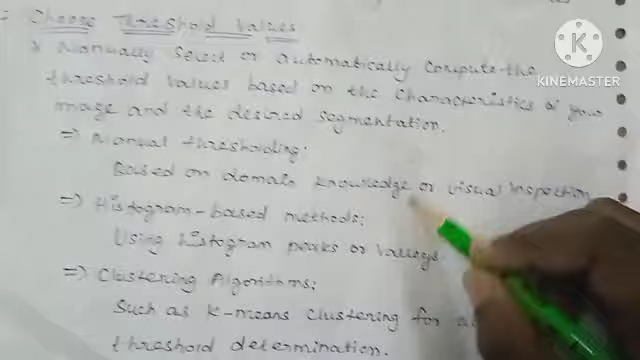 Choose Threshold Values
KINEMASTER
Manually Select or automatically compute the
threshold values based on the characteristics of your
image and the desired segmentation.
=> Manual thresholding:
Based on domain knowledge or visual inspection
=> Histogram-based methods:
Using histogram peaks or valleys.
=> Clustering Algorithms:
Such as K-means clustering for
threshold determination.